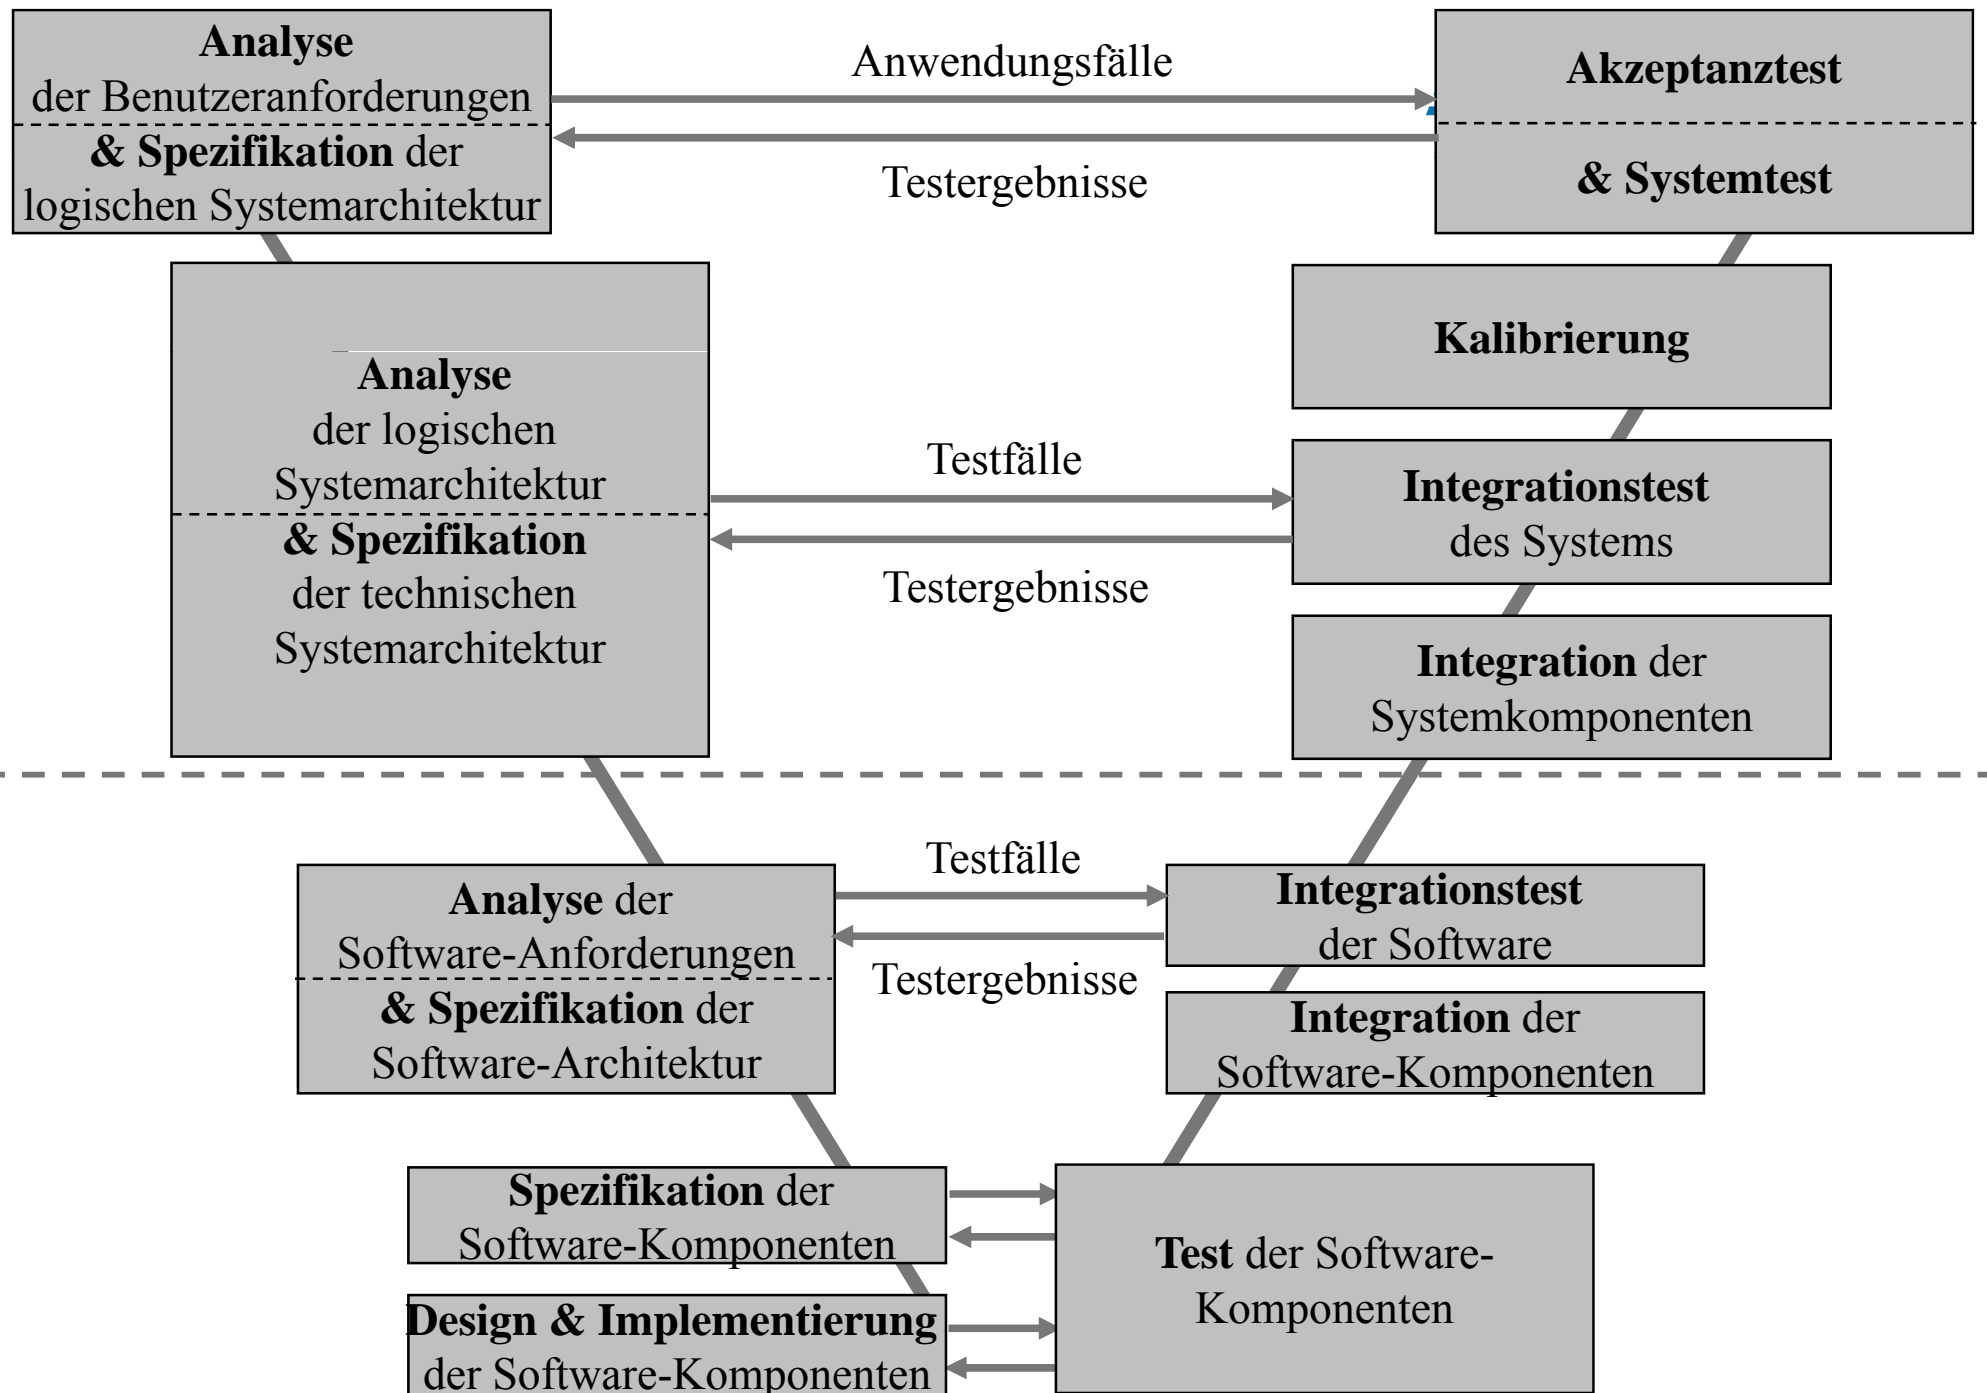 Analyse
der Benutzeranforderungen
& Spezifikation der
logischen Systemarchitektur
Anwendungsfälle
Testergebnisse
Akzeptanztest
& Systemtest
Analyse
der logischen
Systemarchitektur
& Spezifikation
der technischen
Systemarchitektur
Testfälle
Testergebnisse
Kalibrierung
Integrationstest
des Systems
Integration der
Systemkomponenten
Analyse der
Software-Anforderungen
& Spezifikation der
Software-Architektur
Testfälle
Testergebnisse
Integrationstest
der Software
Integration der
Software-Komponenten
Spezifikation der
Software-Komponenten
Design & Implementierung
der Software-Komponenten
Test der Software-
Komponenten